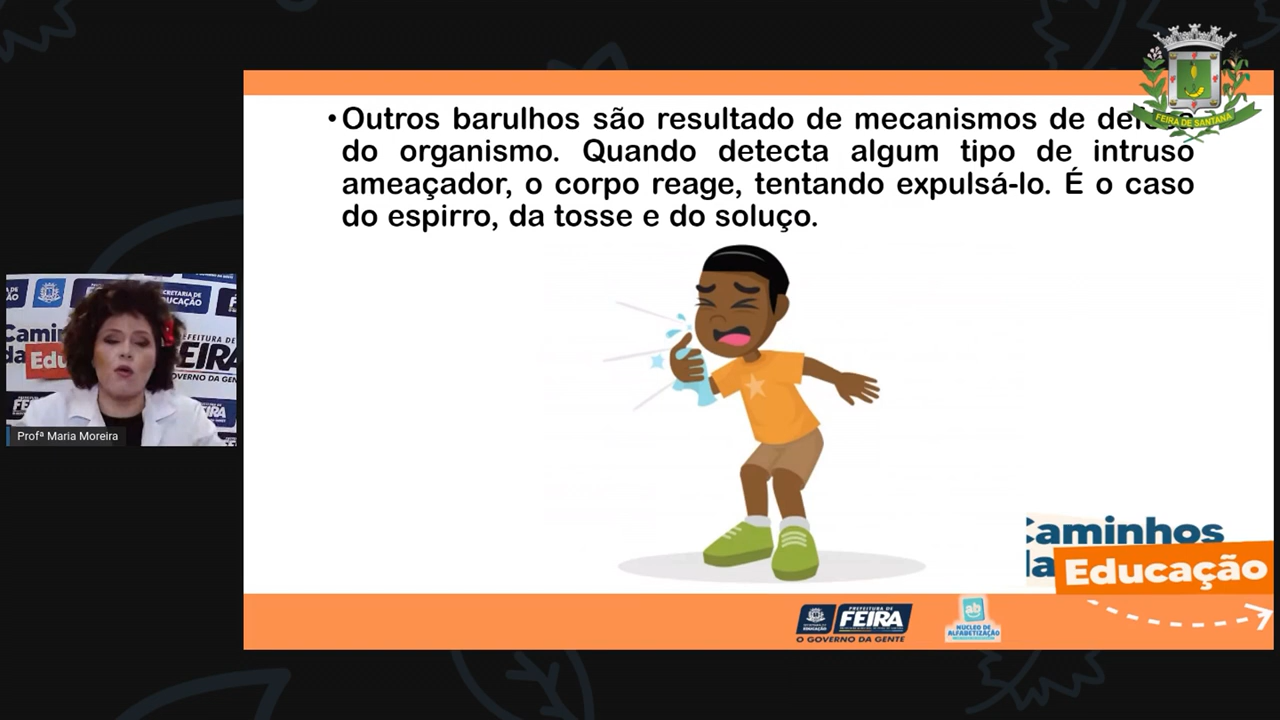 FEIRA DE SANTANA
• Outros barulhos são resultado de mecanismos de
do organismo. Quando detecta algum tipo de intruso
ameaçador, o corpo reage, tentando expulsá-lo. É o caso
do espirro, da tosse e do soluço.
Profª Maria Moreira
Caminhos
da Educação
PREFEITURA DE
FEIRA
O GOVERNO DA GENTE
ab
NÚCLEO DE
ALFABETIZAÇÃO